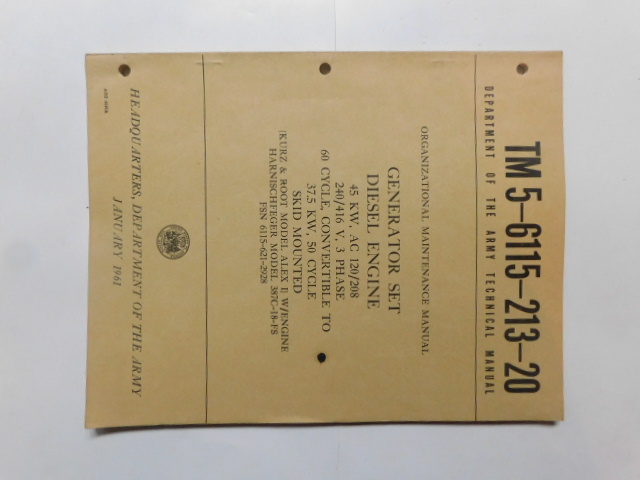 TM 5—6115—213—20
DEPARTMENT OF THE ARMY TECHNICAL MANUAL
ORGANIZATIONAL MAINTENANCE MANUAL
GENERATOR SET
DIESEL ENGINE
45 KW, AC 120/208
240/416 V, 3 PHASE
60 CYCLE, CONVERTIBLE TO
37.5 KW, 50 CYCLE
SKID MOUNTED
(KURZ & ROOT MODEL ALEX I) W/ENGINE
HARNISCHFEGER MODEL 387C-18-FS
FSN 6115-621-2928
HEADQUARTERS, DEPARTMENT OF THE ARMY
JANUARY 1961